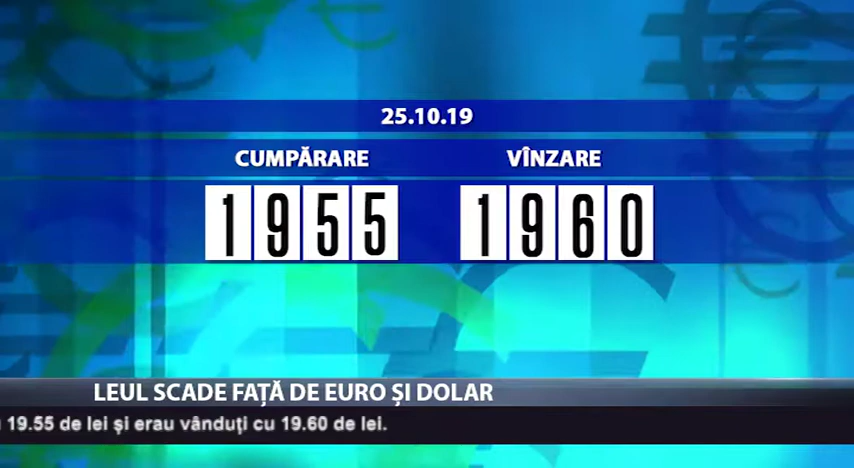 25.10.19
CUMPĂRARE VÎNZARE
1955 1960
LEUL SCADE FAȚĂ DE EURO ȘI DOLAR
19.55 de lei și erau vânduți cu 19.60 de lei.